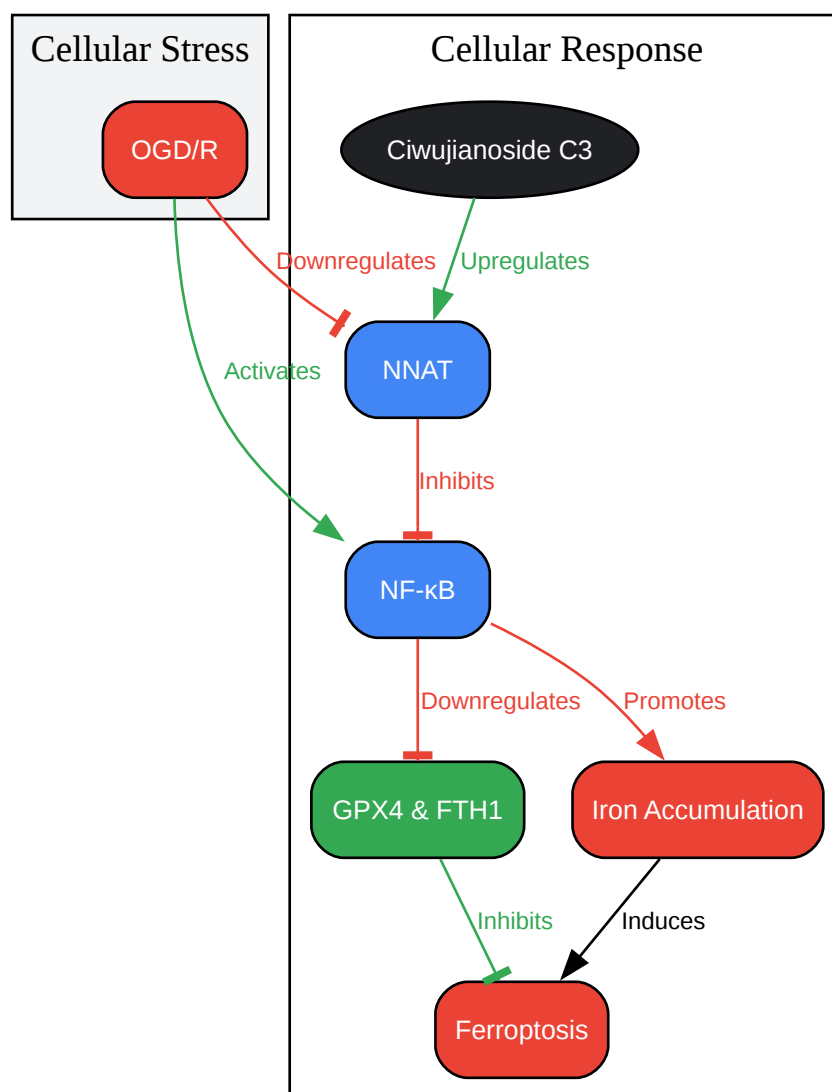 Cellular Stress
Cellular Response
OGD/R
Ciwujianoside C3
Downregulates
Upregulates
NNAT
Activates
Inhibits
NF-κB
Downregulates
Promotes
GPX4 & FTH1
Iron Accumulation
Inhibits
Induces
Ferroptosis